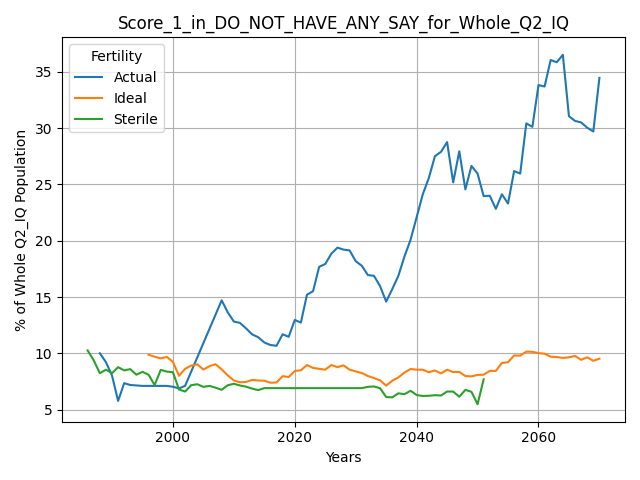 Score_1_in_DO_NOT_HAVE_ANY_SAY_for_Whole_Q2_IQ
Fertility
Actual
Ideal
Sterile
% of Whole Q2_IQ Population
35
30
25
20
15
10
5
2000
2020
2040
2060
Years